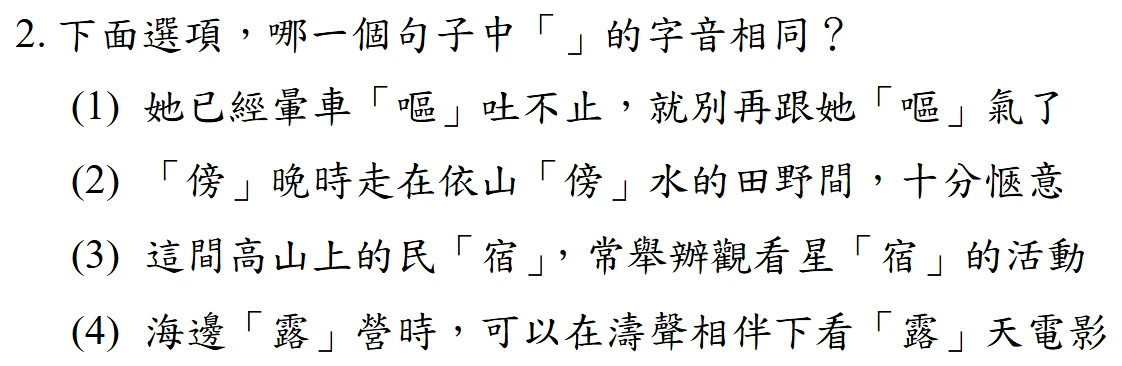 2. 下面選項，哪一個句子中「」的字音相同？
(1) 她已經暈車「嘔」吐不止，就別再跟她「嘔」氣了
(2) 「傍」晚時走在依山「傍」水的田野間，十分愜意
(3) 這間高山上的民「宿」，常舉辦觀看星「宿」的活動
(4) 海邊「露」營時，可以在濤聲相伴下看「露」天電影